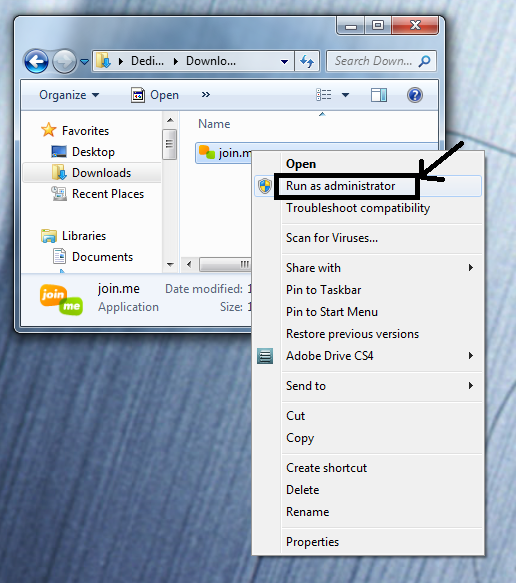 Dedi...
Downlo...
Search Down...
Organize
Open
»
Name
Favorites
Desktop
Downloads
Recent Places
Libraries
Documents
join.m
join
me
join.me
Date modified: 1
Application
Size: 1
Open
Run as administrator
Troubleshoot compatibility
Scan for Viruses...
Share with
Pin to Taskbar
Pin to Start Menu
Restore previous versions
Adobe Drive CS4
Send to
Cut
Copy
Create shortcut
Delete
Rename
Properties